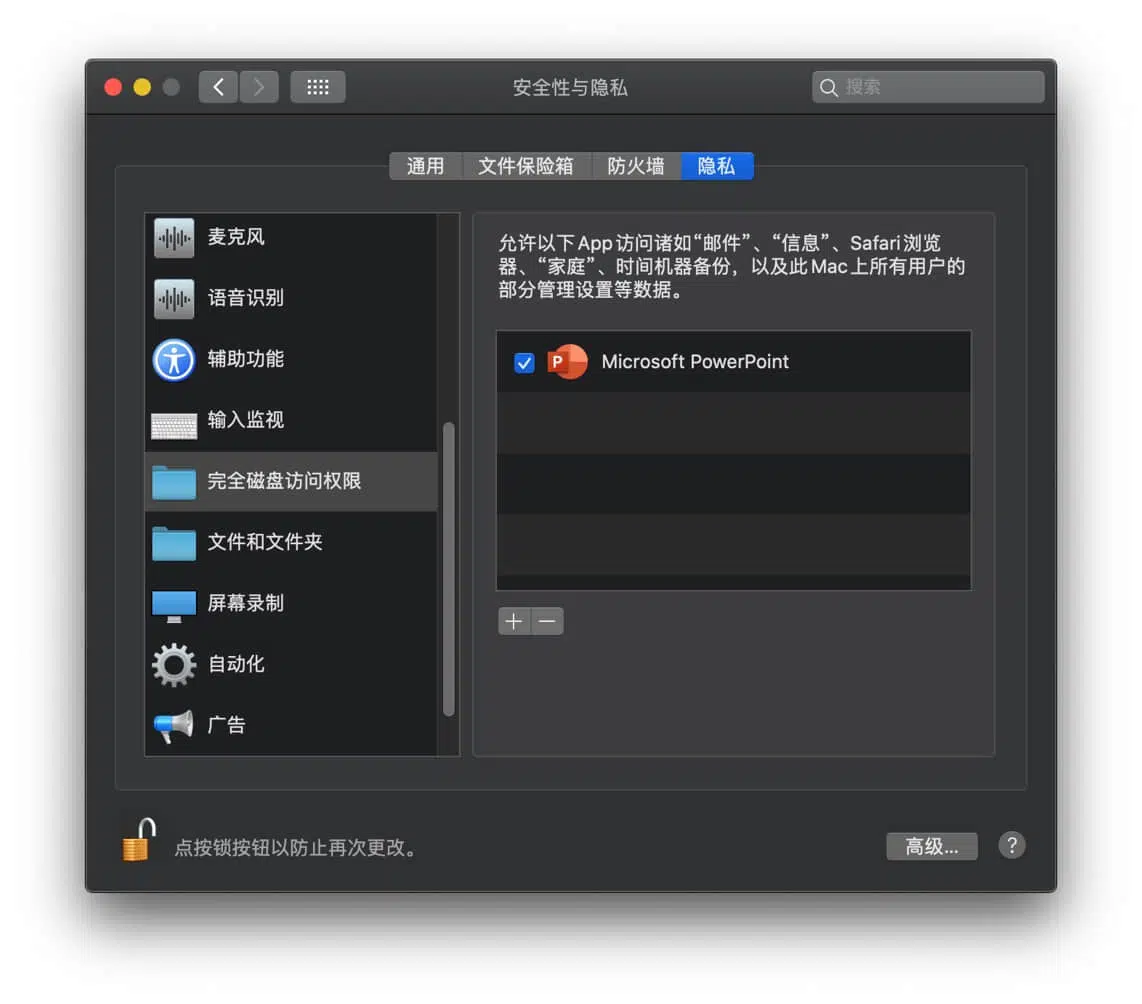 安全性与隐私
搜索
通用
文件保险箱
防火墙
隐私
麦克风
语音识别
辅助功能
输入监视
完全磁盘访问权限
文件和文件夹
屏幕录制
自动化
广告
允许以下App访问诸如“邮件”、“信息”、Safari浏览
器、“家庭”、时间机器备份，以及此Mac上所有用户的
部分管理设置等数据。
P
Microsoft PowerPoint
点按锁按钮以防止再次更改。
高级...
?